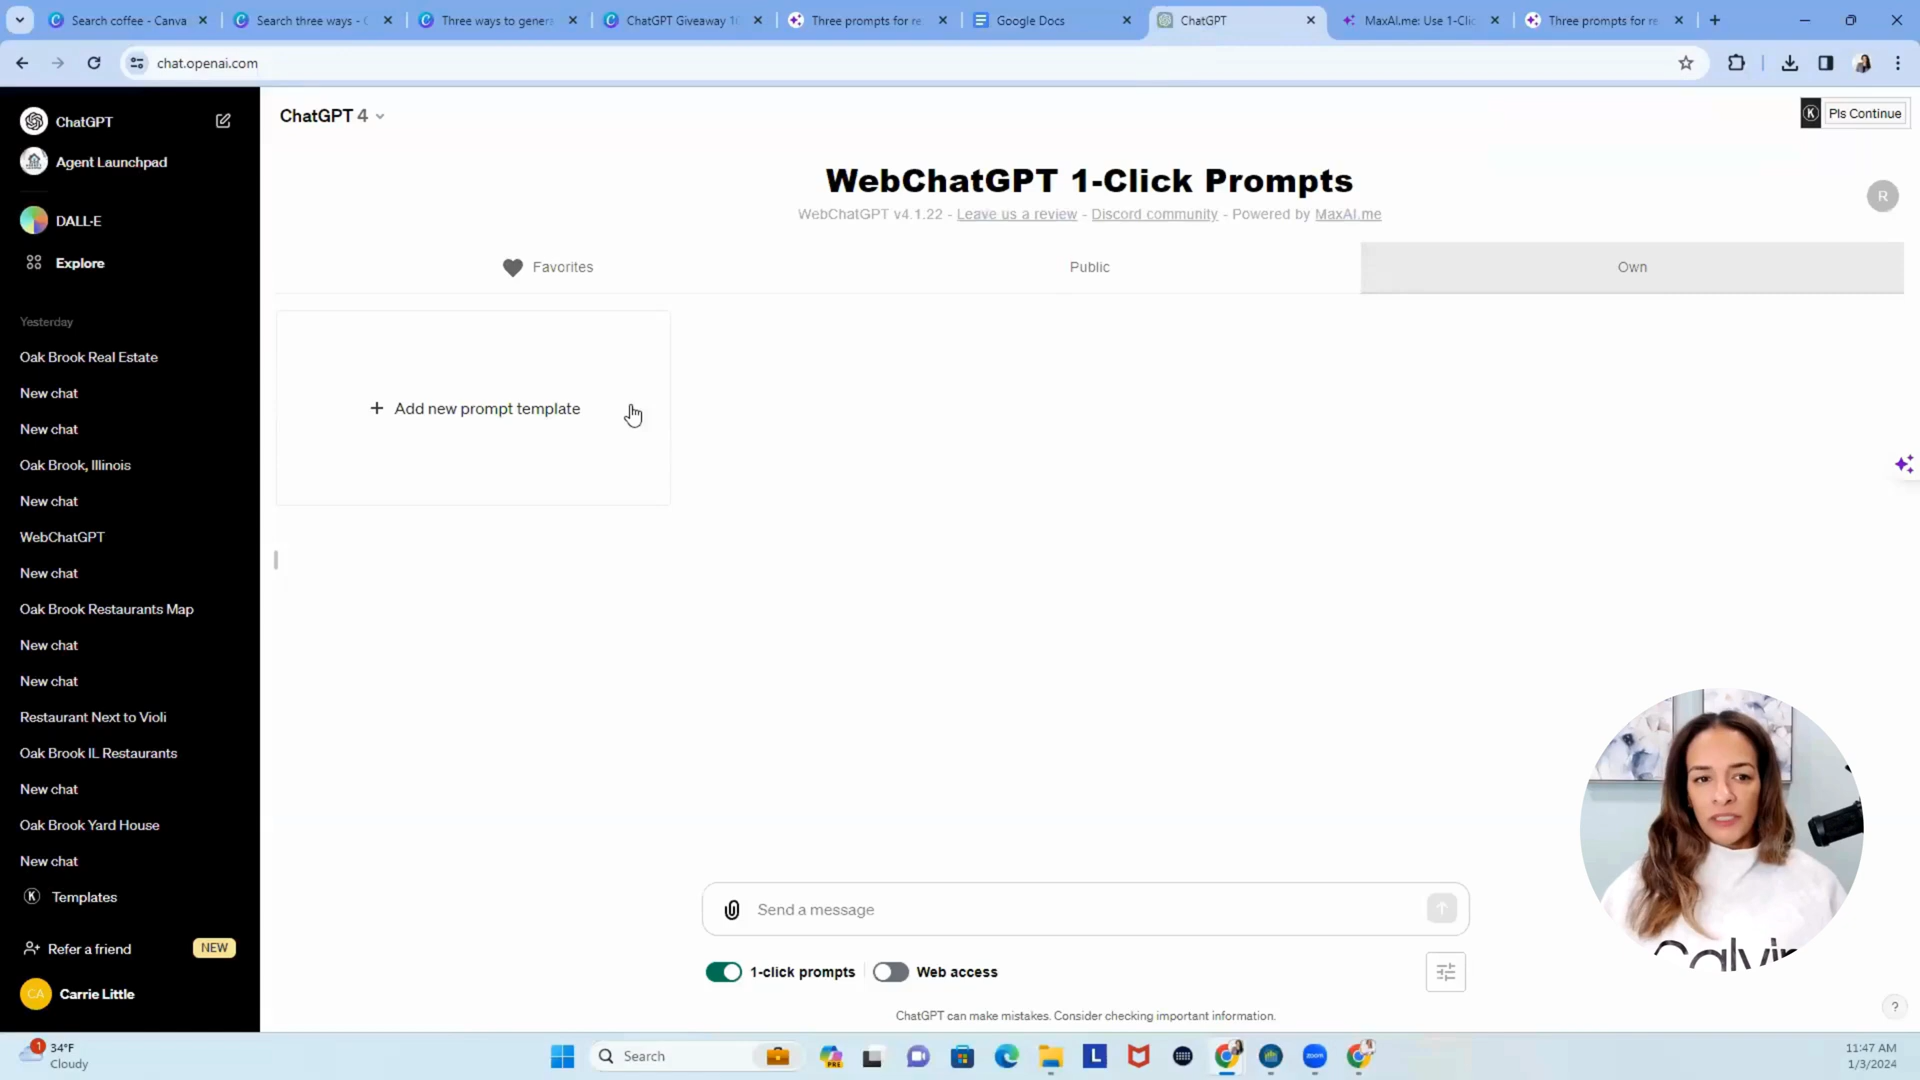 Search coffee - Canva
Search three ways - C
Three ways to genera
ChatGPT Giveaway 10
Three prompts for re
Google Docs
ChatGPT
MaxAI.me: Use 1-Clic
Three prompts for re
chat.openai.com
ChatGPT
Agent Launchpad
DALL·E
Explore
Yesterday
Oak Brook Real Estate
New chat
New chat
Oak Brook, Illinois
New chat
WebChatGPT
New chat
Oak Brook Restaurants Map
New chat
New chat
Restaurant Next to Violi
Oak Brook IL Restaurants
New chat
Oak Brook Yard House
New chat
K Templates
Refer a friend NEW
CA Carrie Little
ChatGPT 4
K Pls Continue
WebChatGPT 1-Click Prompts
WebChatGPT v4.1.22 - Leave us a review - Discord community - Powered by MaxAI.me
R
Favorites
Public
Own
+ Add new prompt template
Send a message
1-click prompts
Web access
ChatGPT can make mistakes. Consider checking important information.
?
Calvin
1
34°F
Cloudy
Search
PRE
L
zoom
11:47 AM
1/3/2024